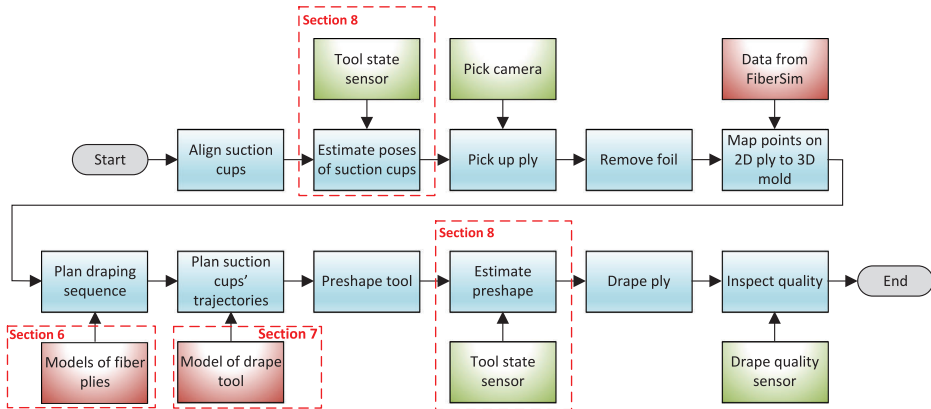 Section 8
Tool state
sensor
Pick camera
Data from
FiberSim
Start
Align suction
cups
Estimate poses
of suction cups
Pick up ply
Remove foil
Map points on
2D ply to 3D
mold
Section 8
Plan draping
sequence
Plan suction
cups'
trajectories
Preshape tool
Estimate
preshape
Drape ply
Inspect quality
End
Section 6
Section 7
Models of fiber
plies
Model of drape
tool
Tool state
sensor
Drape quality
sensor